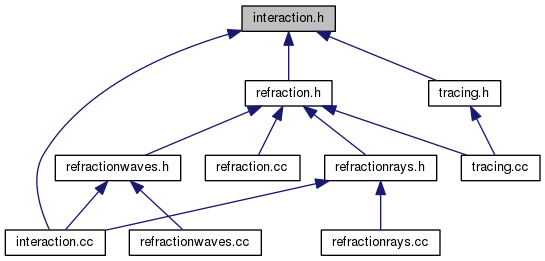 interaction.h
refraction.h
tracing.h
refractionwaves.h
refraction.cc
refractionrays.h
tracing.cc
interaction.cc
refractionwaves.cc
refractionrays.cc